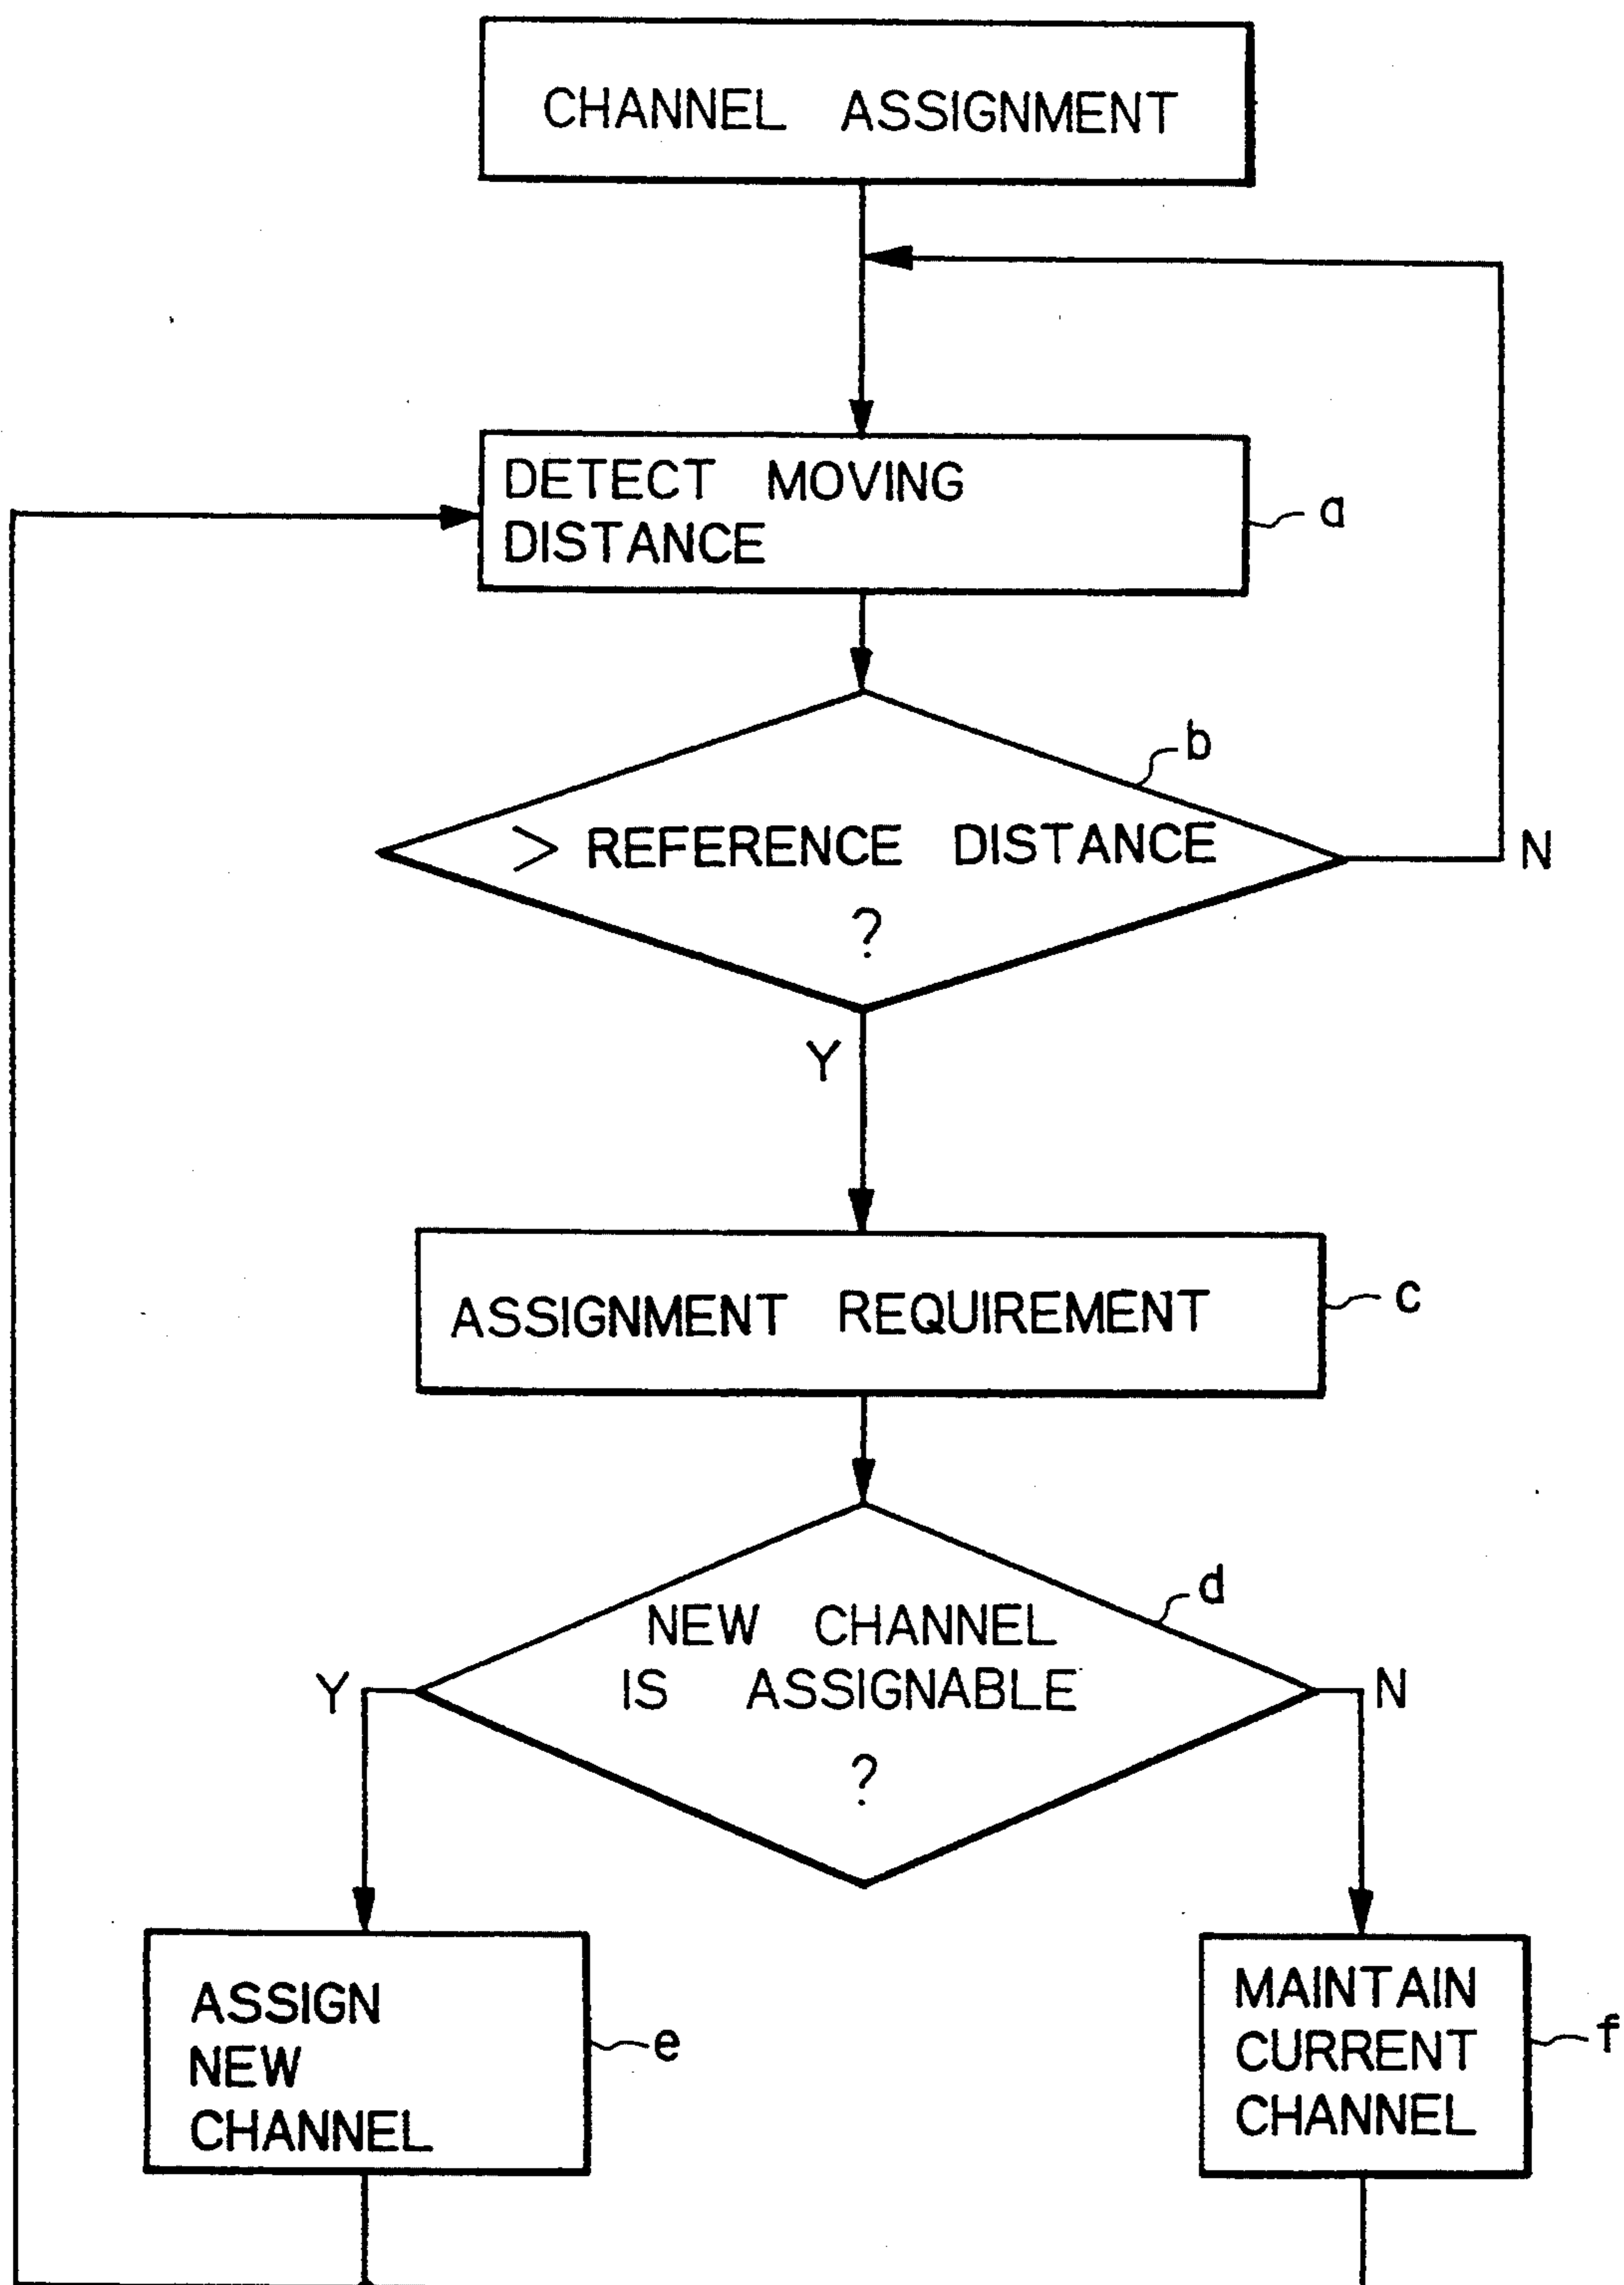 CHANNEL ASSIGNMENT
DETECT MOVING
DISTANCE
a
b
> REFERENCE DISTANCE
?
N
Y
ASSIGNMENT REQUIREMENT
c
d
NEW CHANNEL
IS ASSIGNABLE
?
Y
N
ASSIGN
NEW
CHANNEL
e
MAINTAIN
CURRENT
CHANNEL
f